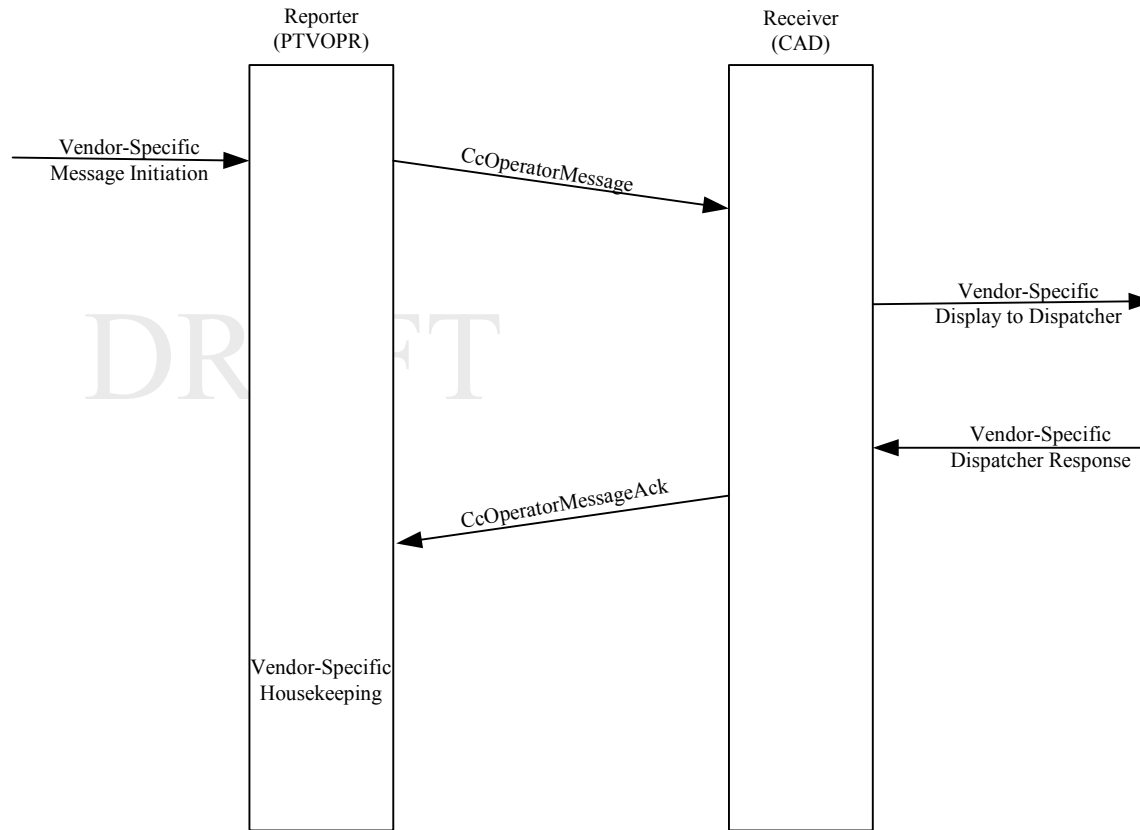 Reporter
(PTVOPR)
Receiver
(CAD)
Vendor-Specific
Message Initiation
CcOperatorMessage
Vendor-Specific
Display to Dispatcher
DRAFT
Vendor-Specific
Dispatcher Response
CcOperatorMessageAck
Vendor-Specific
Housekeeping